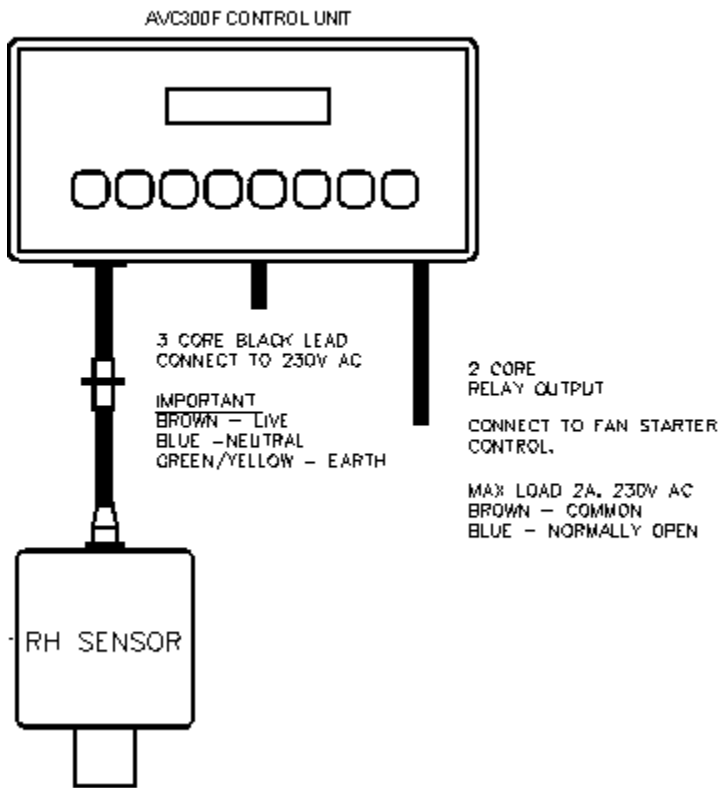 AVC300F CONTROL UNIT
3 CORE BLACK LEAD
CONNECT TO 230V AC
IMPORTANT
BROWN - LIVE
BLUE -NEUTRAL
GREEN/YELLOW - EARTH
2 CORE
RELAY OUTPUT
CONNECT TO FAN STARTER
CONTROL.
MAX LOAD 2A. 230V AC
BROWN - COMMON
BLUE - NORMALLY OPEN
RH SENSOR